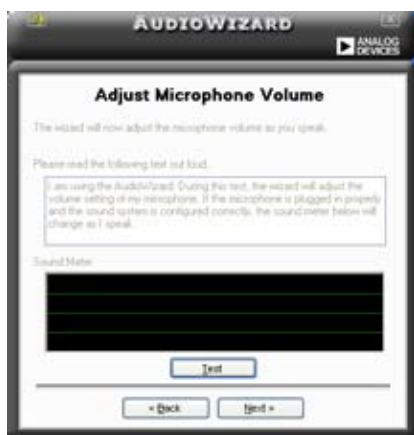 AUDIOWIZARD
ANALOG
DEVICES
Adjust Microphone Volume
The wizard will now adjust the microphone volume as you speak.
Please read the following text out loud.
I am using the AudioWizard. During this test, the wizard will adjust the
volume setting of my microphone. If the microphone is plugged in properly
and the sound system is configured correctly, the sound meter below will
change as I speak.
Sound Meter
Test
< Back
Next >